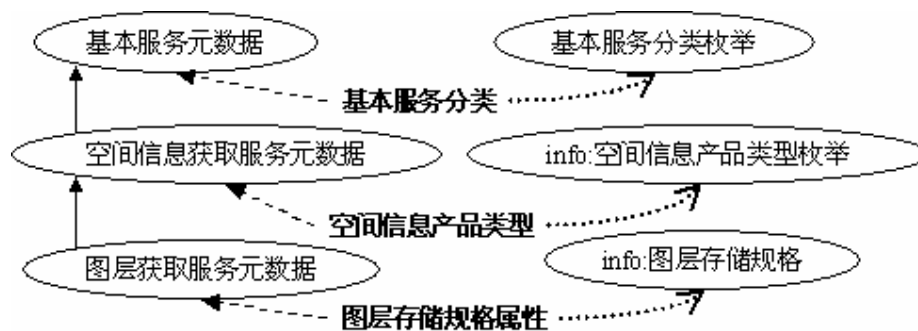 基本服务元数据
基本服务分类枚举
基本服务分类
空间信息获取服务元数据
info:空间信息产品类型枚举
空间信息产品类型
图层获取服务元数据
info:图层存储规格
图层存储规格属性